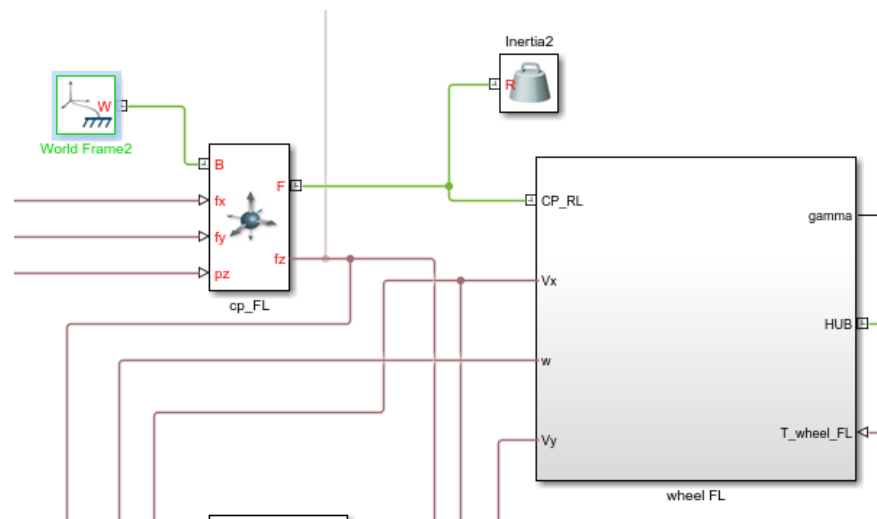 Inertia2
R
W
World Frame2
B
F
fx
fy
fz
pz
cp_FL
CP_RL
gamma
Vx
HUB
w
T_wheel_FL
Vy
wheel FL